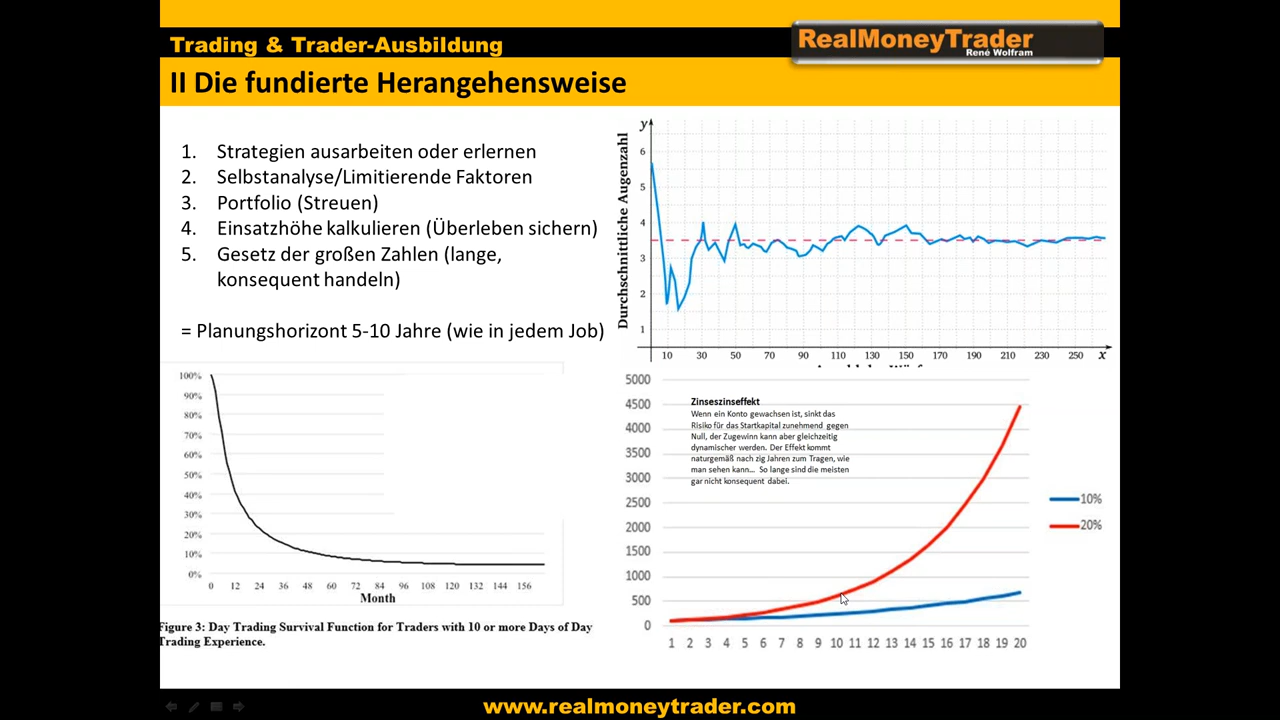 Trading & Trader-Ausbildung
RealMoneyTrader
René Wolfram
II Die fundierte Herangehensweise
1. Strategien ausarbeiten oder erlernen
2. Selbstanalyse/Limitierende Faktoren
3. Portfolio (Streuen)
4. Einsatzhöhe kalkulieren (Überleben sichern)
5. Gesetz der großen Zahlen (lange,
konsequent handeln)
= Planungshorizont 5-10 Jahre (wie in jedem Job)
y
Durchschnittliche Augenzahl
6
5
4
3
2
1
10 30 50 70 90 110 130 150 170 190 210 230 250 x
100%
90%
80%
70%
60%
50%
40%
30%
20%
10%
0%
0 12 24 36 48 60 72 84 96 108 120 132 144 156
Month
Figure 3: Day Trading Survival Function for Traders with 10 or more Days of Day
Trading Experience.
5000
4500
4000
3500
3000
2500
2000
1500
1000
500
0
Zinseszinseffekt
Wenn ein Konto gewachsen ist, sinkt das
Risiko für das Startkapital zunehmend gegen
Null, der Zugewinn kann aber gleichzeitig
dynamischer werden. Der Effekt kommt
naturgemäß nach zig Jahren zum Tragen, wie
man sehen kann... So lange sind die meisten
gar nicht konsequent dabei.
10%
20%
1 2 3 4 5 6 7 8 9 10 11 12 13 14 15 16 17 18 19 20
www.realmoneytrader.com